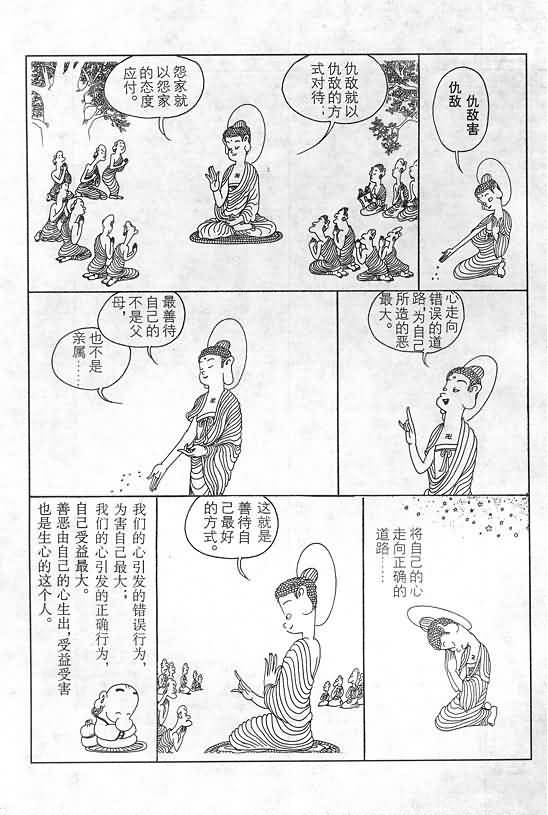 仇敌害
仇敌
仇敌就以
仇敌的方
式对待；
怨家就
以怨家
的态度
应付。
心走向
错误的道
路，为自己
所造的恶
最大。
最善待
自己的
不是父
母，
也不是
亲属……
将自己的心
走向正确的
道路……
这就是
善待自
己最好
的方式。
我们的心引发的错误行为，
为害自己最大；
我们的心引发的正确行为，
自己受益最大。
善恶由自己的心生出，受益受害
也是生心的这个人。